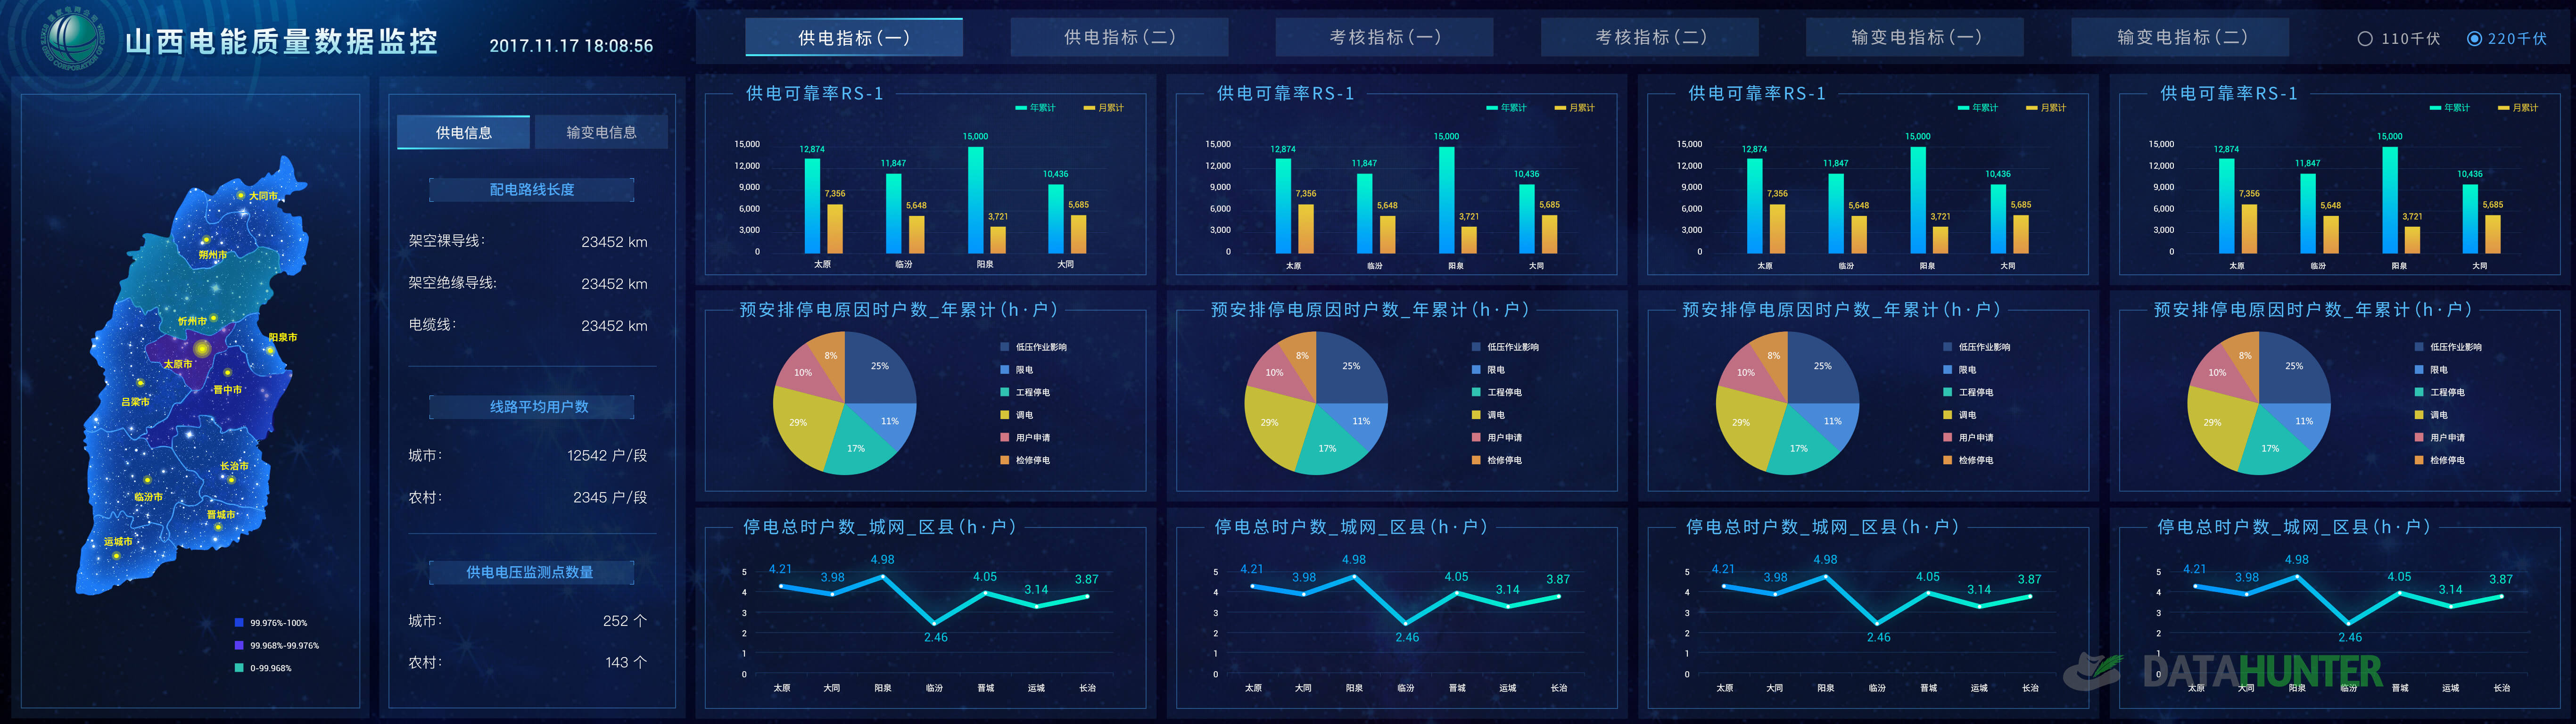 山西电能质量数据监控
2017.11.17 18:08:56
供电指标(一)
供电指标(二)
考核指标(一)
考核指标(二)
输变电指标(一)
输变电指标(二)
110千伏
220千伏
大同市
朔州市
忻州市
阳泉市
太原市
晋中市
吕梁市
长治市
临汾市
晋城市
运城市
99.976%-100%
99.968%-99.976%
0-99.968%
供电信息
输变电信息
配电路线长度
架空裸导线: 23452 km
架空绝缘导线: 23452 km
电缆线: 23452 km
线路平均用户数
城市: 12542 户/段
农村: 2345 户/段
供电电压监测点数量
城市: 252 个
农村: 143 个
供电可靠率RS-1
年累计 月累计
15,000
12,000
9,000
6,000
3,000
0
12,874 7,356 11,847 5,648 15,000 3,721 10,436 5,685
太原 临汾 阳泉 大同
供电可靠率RS-1
年累计 月累计
15,000
12,000
9,000
6,000
3,000
0
12,874 7,356 11,847 5,648 15,000 3,721 10,436 5,685
太原 临汾 阳泉 大同
供电可靠率RS-1
年累计 月累计
15,000
12,000
9,000
6,000
3,000
0
12,874 7,356 11,847 5,648 15,000 3,721 10,436 5,685
太原 临汾 阳泉 大同
供电可靠率RS-1
年累计 月累计
15,000
12,000
9,000
6,000
3,000
0
12,874 7,356 11,847 5,648 15,000 3,721 10,436 5,685
太原 临汾 阳泉 大同
预安排停电原因时户数_年累计(h·户)
25%
11%
17%
29%
10%
8%
低压作业影响
限电
工程停电
调电
用户申请
检修停电
预安排停电原因时户数_年累计(h·户)
25%
11%
17%
29%
10%
8%
低压作业影响
限电
工程停电
调电
用户申请
检修停电
预安排停电原因时户数_年累计(h·户)
25%
11%
17%
29%
10%
8%
低压作业影响
限电
工程停电
调电
用户申请
检修停电
预安排停电原因时户数_年累计(h·户)
25%
11%
17%
29%
10%
8%
低压作业影响
限电
工程停电
调电
用户申请
检修停电
停电总时户数_城网_区县(h·户)
5
4
3
2
1
0
4.21 3.98 4.98 2.46 4.05 3.14 3.87
太原 大同 阳泉 临汾 晋城 运城 长治
停电总时户数_城网_区县(h·户)
5
4
3
2
1
0
4.21 3.98 4.98 2.46 4.05 3.14 3.87
太原 大同 阳泉 临汾 晋城 运城 长治
停电总时户数_城网_区县(h·户)
5
4
3
2
1
0
4.21 3.98 4.98 2.46 4.05 3.14 3.87
太原 大同 阳泉 临汾 晋城 运城 长治
停电总时户数_城网_区县(h·户)
5
4
3
2
1
0
4.21 3.98 4.98 2.46 4.05 3.14 3.87
太原 大同 阳泉 临汾 晋城 运城 长治
DATAHUNTER